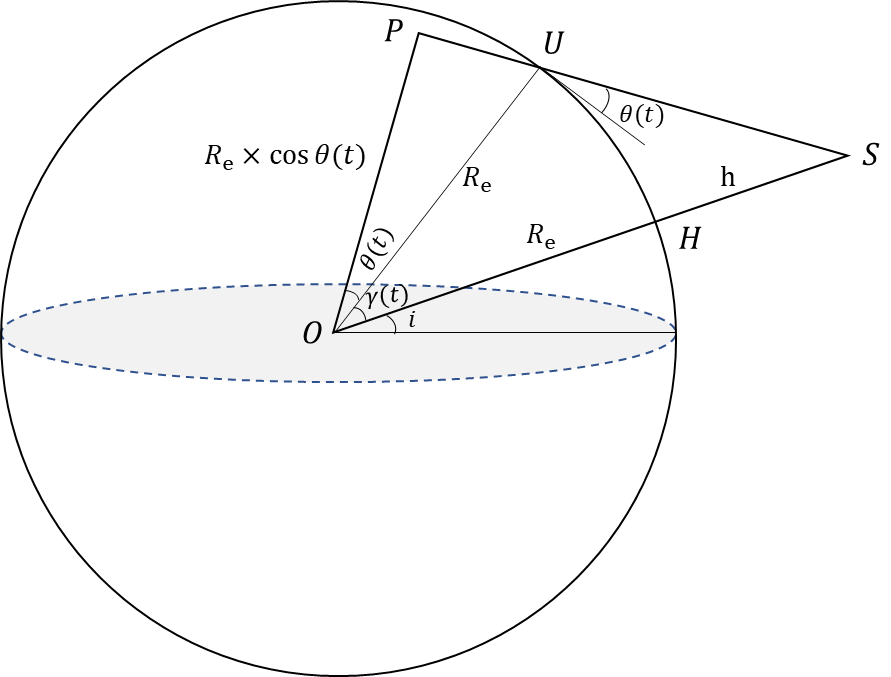 P
U
θ(t)
S
R_e × cos θ(t)
R_e
h
R_e
H
θ(t)
γ(t)
i
O